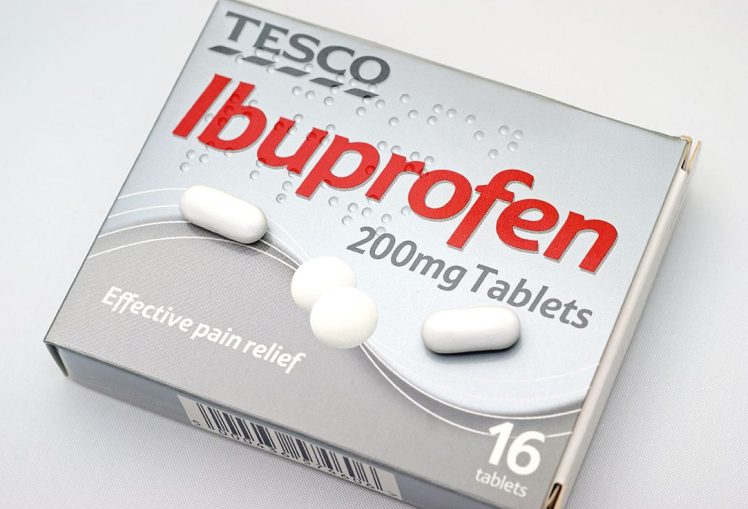 TESCO
Ibuprofen
200mg Tablets
Effective pain relief
16
tablets